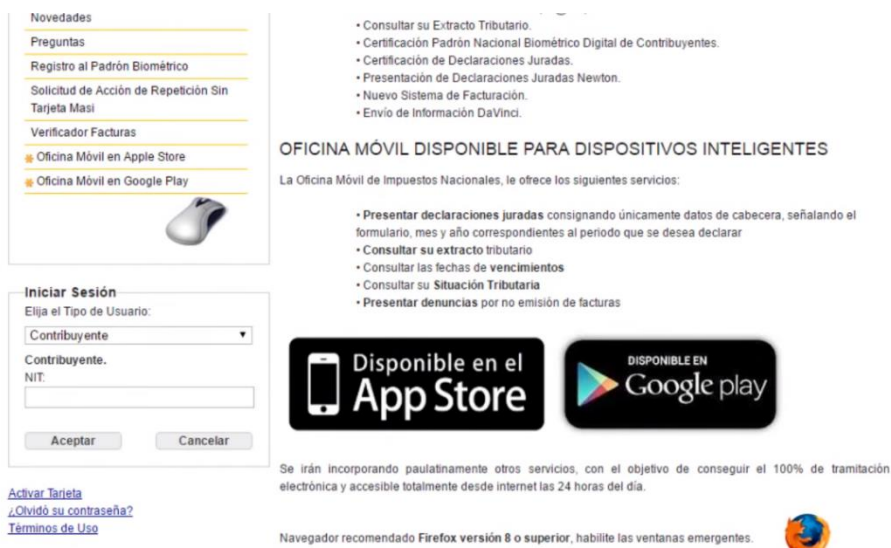 Novedades
Preguntas
Registro al Padrón Biométrico
Solicitud de Acción de Repetición Sin
Tarjeta Masi
Verificador Facturas
Oficina Móvil en Apple Store
Oficina Móvil en Google Play
Iniciar Sesión
Elija el Tipo de Usuario:
Contribuyente
Contribuyente.
NIT:
Aceptar Cancelar
Activar Tarjeta
¿Olvidó su contraseña?
Términos de Uso
• Consultar su Extracto Tributario.
• Certificación Padrón Nacional Biométrico Digital de Contribuyentes.
• Certificación de Declaraciones Juradas.
• Presentación de Declaraciones Juradas Newton.
• Nuevo Sistema de Facturación.
• Envío de Información DaVinci.
OFICINA MÓVIL DISPONIBLE PARA DISPOSITIVOS INTELIGENTES
La Oficina Móvil de Impuestos Nacionales, le ofrece los siguientes servicios:
• Presentar declaraciones juradas consignando únicamente datos de cabecera, señalando el
formulario, mes y año correspondientes al periodo que se desea declarar
• Consultar su extracto tributario
• Consultar las fechas de vencimientos
• Consultar su Situación Tributaria
• Presentar denuncias por no emisión de facturas
Disponible en el
App Store
DISPONIBLE EN
Google play
Se irán incorporando paulatinamente otros servicios, con el objetivo de conseguir el 100% de tramitación
electrónica y accesible totalmente desde internet las 24 horas del día.
Navegador recomendado Firefox versión 8 o superior, habilite las ventanas emergentes.